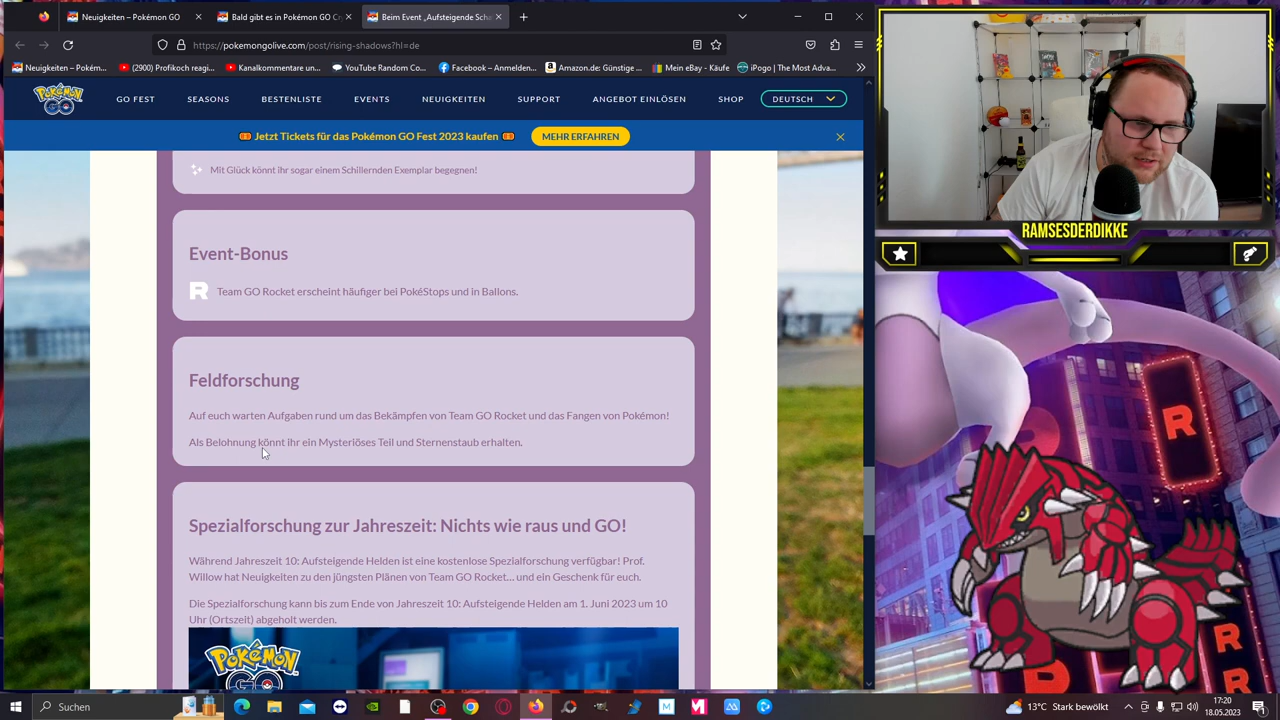 Neuigkeiten – Pokémon GO
Bald gibt es in Pokémon GO C
Beim Event „Aufsteigende Scha
https://pokemongolive.com/post/rising-shadows?hl=de
Neuigkeiten – Pokém...
(2900) Profikoch reagi...
Kanalkommentarun...
Facebook – Anmelden...
Amazon.de: Günstige ...
Mein eBay - Käufe
iPogo | The Most Adva...
POKÉMON GO
GO FEST
SEASONS
BESTENLISTE
EVENTS
NEUIGKEITEN
SUPPORT
ANGEBOT EINLÖSEN
SHOP
DEUTSCH
Jetzt Tickets für das Pokémon GO Fest 2023 kaufen
MEHR ERFAHREN
Mit Glück könnt ihr sogar einem Schillernden Exemplar begegnen!
Event-Bonus
Team GO Rocket erscheint häufiger bei PokéStops und in Ballons.
Feldforschung
Auf euch warten Aufgaben rund um das Bekämpfen von Team GO Rocket und das Fangen von Pokémon!
Als Belohnung könnt ihr ein Mysteriöses Teil und Sternenstaub erhalten.
Spezialforschung zur Jahreszeit: Nichts wie raus und GO!
Während Jahreszeit 10: Aufsteigende Helden ist eine kostenlose Spezialforschung verfügbar! Prof.
Willow hat Neuigkeiten zu den jüngsten Plänen von Team GO Rocket... und ein Geschenk für euch.
Die Spezialforschung kann bis zum Ende von Jahreszeit 10: Aufsteigende Helden am 1. Juni 2023 um 10
Uhr (Ortszeit) abgeholt werden.
POKÉMON
GO
RAMSESDERDIKKE
R
R
R
Suchen
13°C Stark bewölkt
17:20
18.05.2023